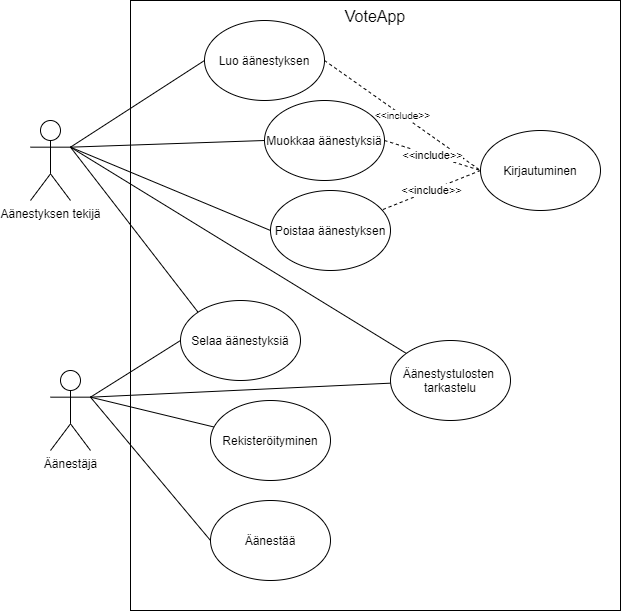 VoteApp
Luo äänestyksen
<<include>>
Muokkaa äänestyksiä
<<include>>
Kirjautuminen
<<include>>
Aänestyksen tekijä
Poistaa äänestyksen
Selaa äänestyksiä
Äänestystulosten
tarkastelu
Rekisteröityminen
Äänestäjä
Äänestää